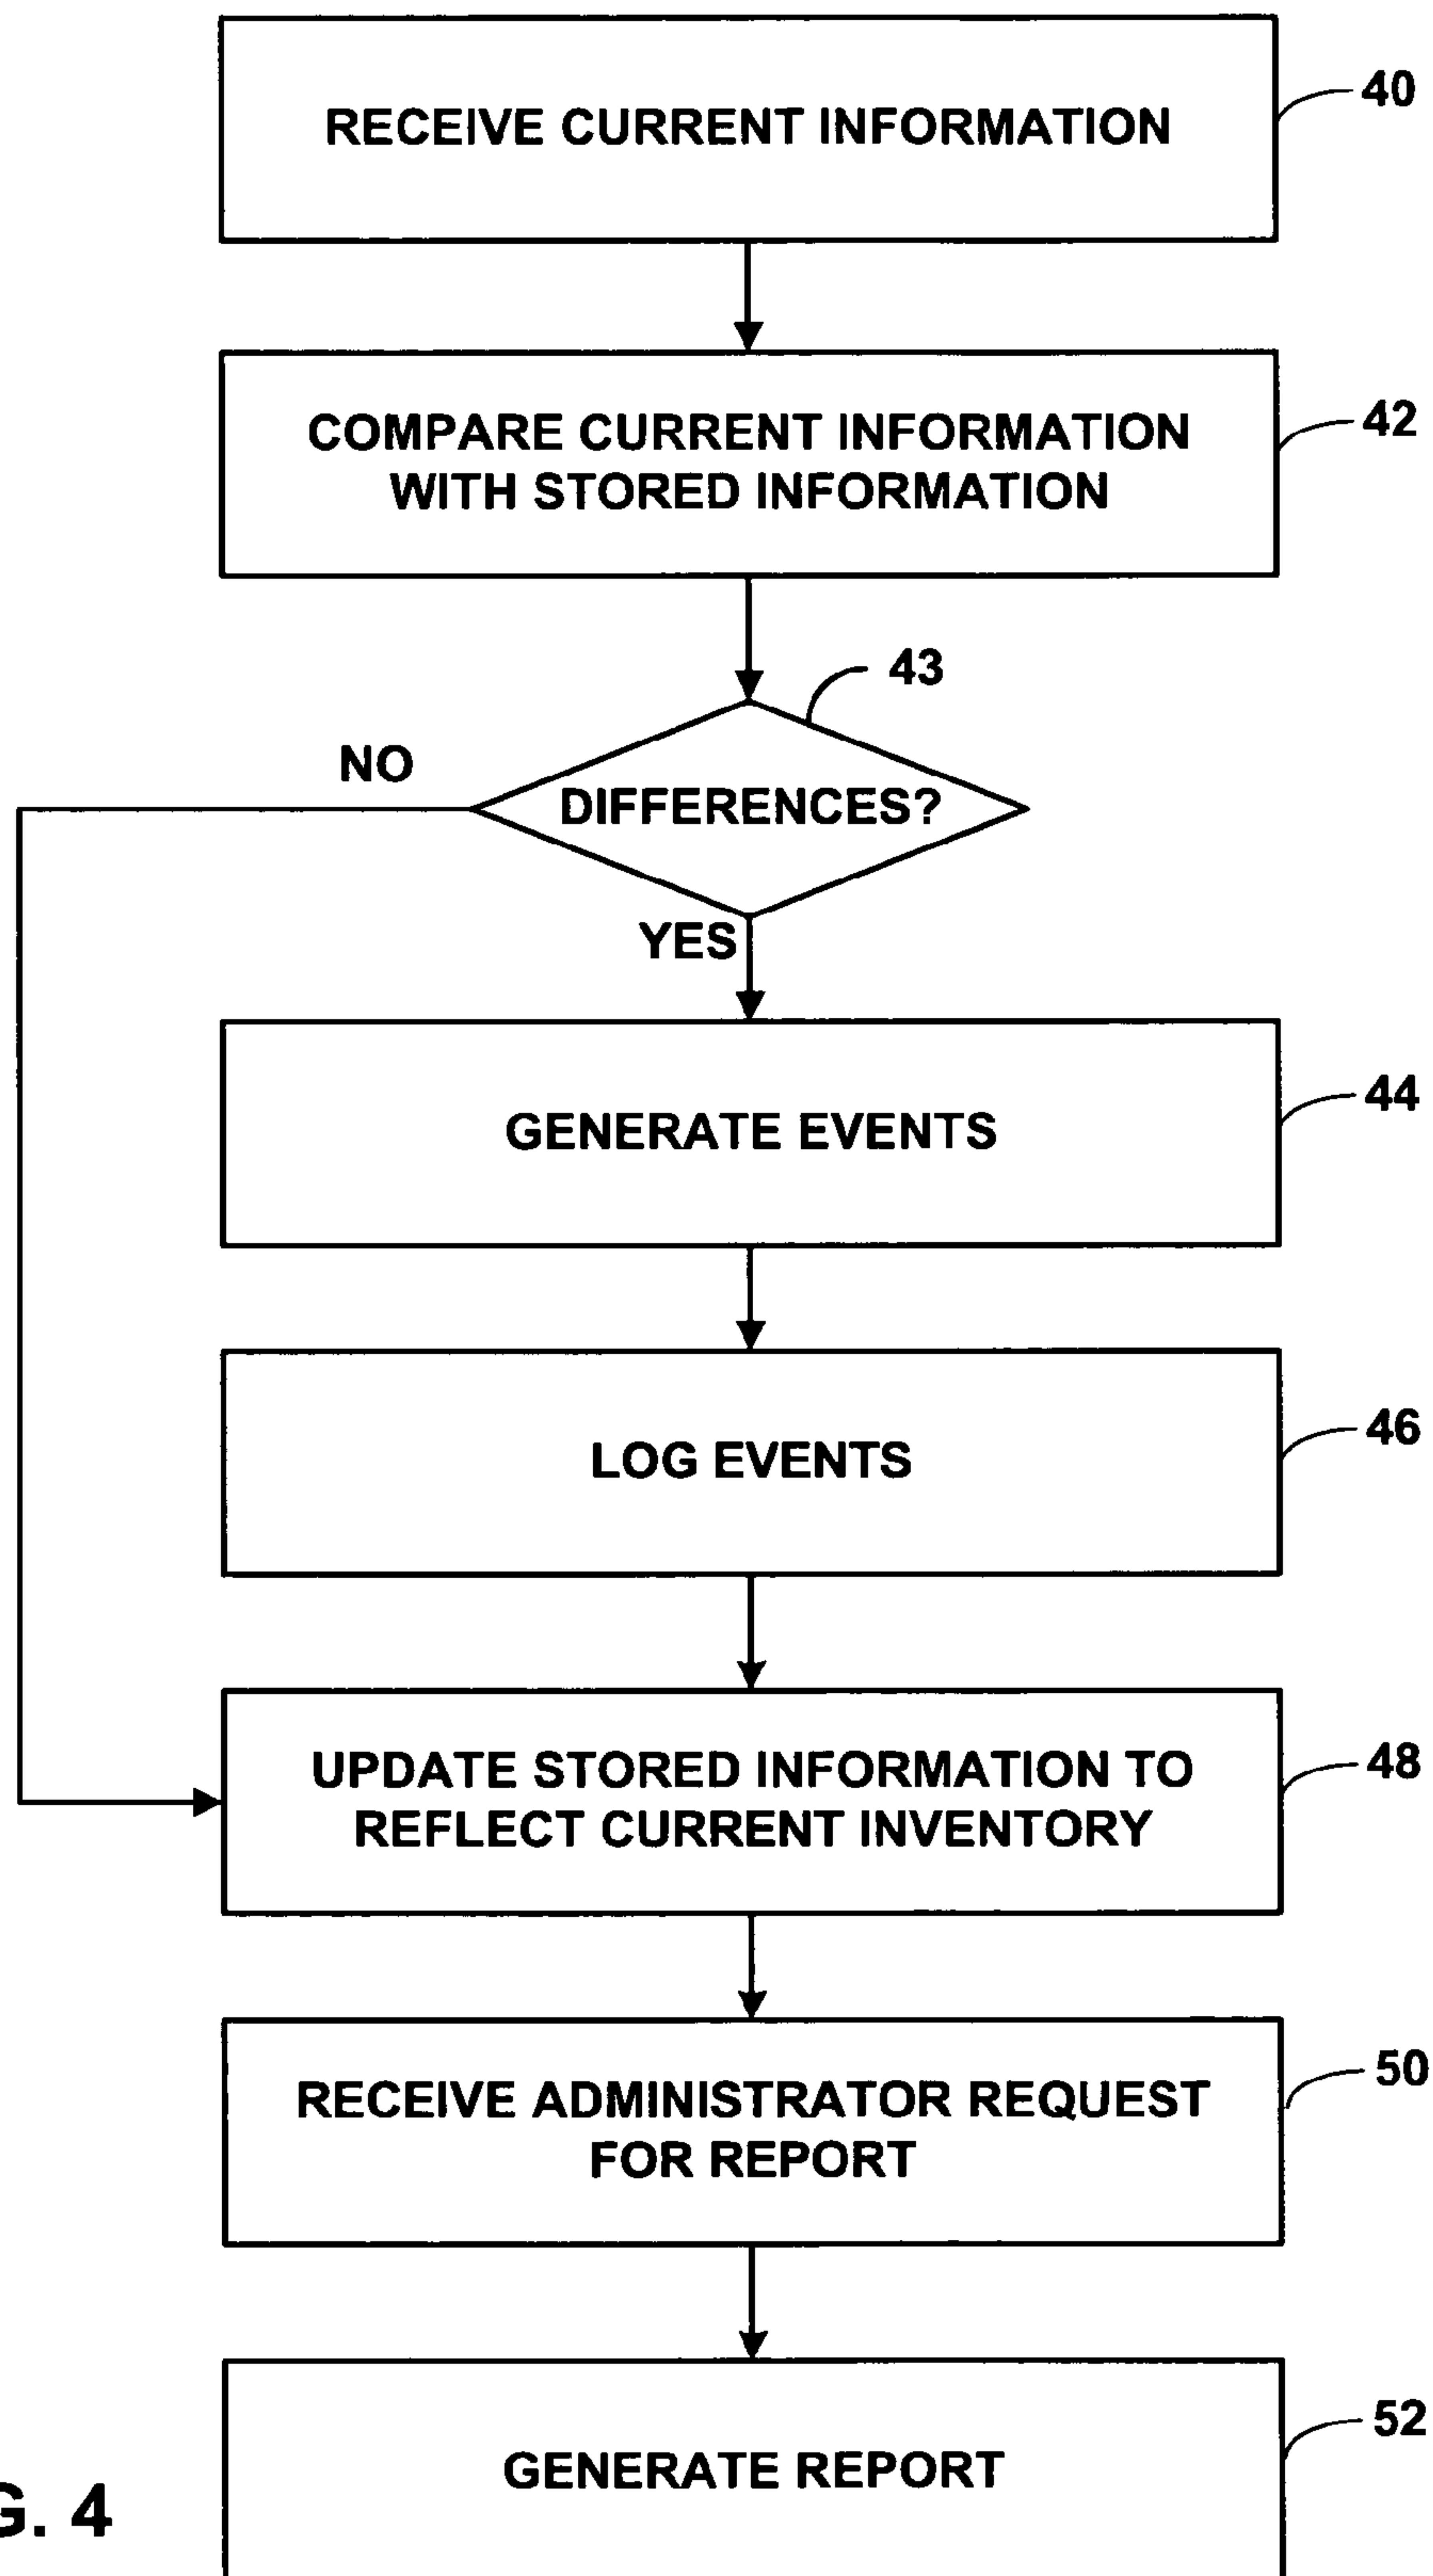 RECEIVE CURRENT INFORMATION
40
COMPARE CURRENT INFORMATION
WITH STORED INFORMATION
42
43
NO
DIFFERENCES?
YES
GENERATE EVENTS
44
LOG EVENTS
46
UPDATE STORED INFORMATION TO
REFLECT CURRENT INVENTORY
48
RECEIVE ADMINISTRATOR REQUEST
FOR REPORT
50
GENERATE REPORT
52
G. 4